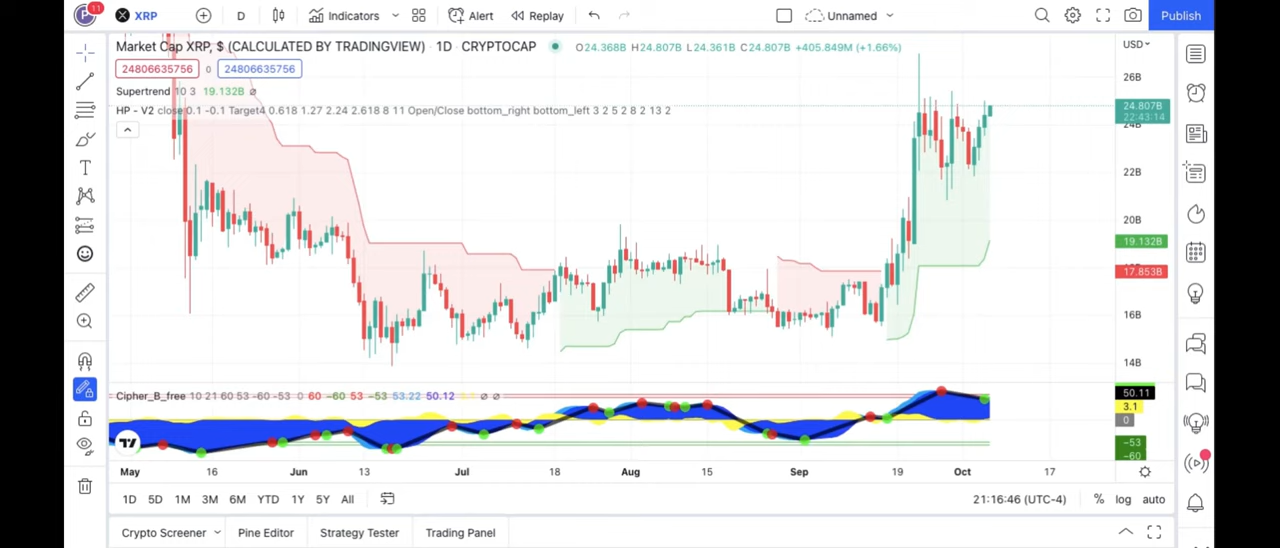 11 XRP D Indicators Alert Replay Unnamed Publish
Market Cap XRP, $ (CALCULATED BY TRADINGVIEW) · 1D · CRYPTOCAP O24.368B H24.807B L24.361B C24.807B +405.849M (+1.66%) USD
24806635756 0 24806635756
26B
Supertrend 10 3 19.132B ∅
HP - V2 close 0.1 -0.1 Target4 0.618 1.27 2.24 2.618 8 11 Open/Close bottom_right bottom_left 3 2 5 2 8 2 13 2
24.807B
22:43:14
24B
22B
20B
19.132B
17.853B
16B
14B
Cipher_B_free 10 21 60 53 -60 -53 0 60 -60 53 -53 53.22 50.12 ∅ ∅
50.11
3.1
0
-53
-60
May 16 Jun 13 Jul 18 Aug 15 Sep 19 Oct 17
1D 5D 1M 3M 6M YTD 1Y 5Y All 21:16:46 (UTC-4) % log auto
Crypto Screener Pine Editor Strategy Tester Trading Panel